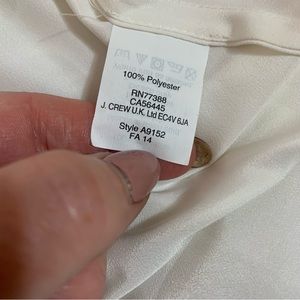 100% Polyester
RN77388
CA56445
J. CREW U.K. Ltd EC4V 6JA
Style A9152
FA 14